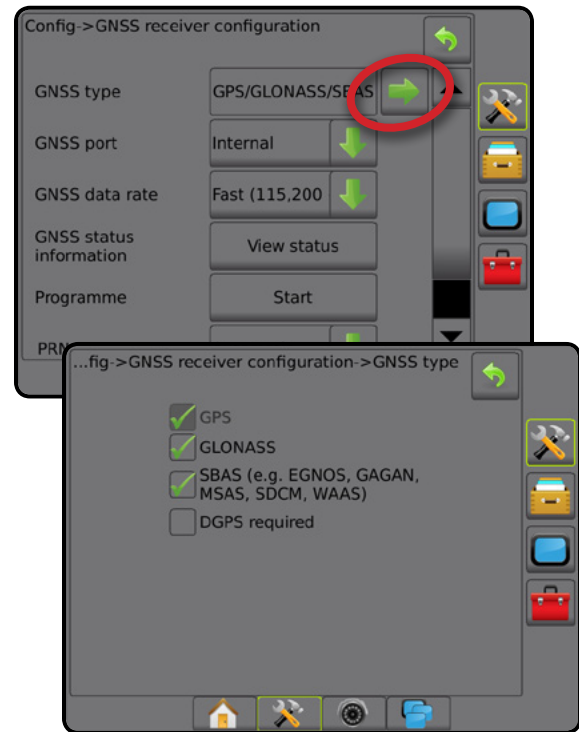 Config->GNSS receiver configuration
GNSS type
GPS/GLONASS/SBAS
GNSS port
Internal
GNSS data rate
Fast (115,200
GNSS status
information
View status
Programme
Start
PRN
...fig->GNSS receiver configuration->GNSS type
GPS
GLONASS
SBAS (e.g. EGNOS, GAGAN,
MSAS, SDCM, WAAS)
DGPS required